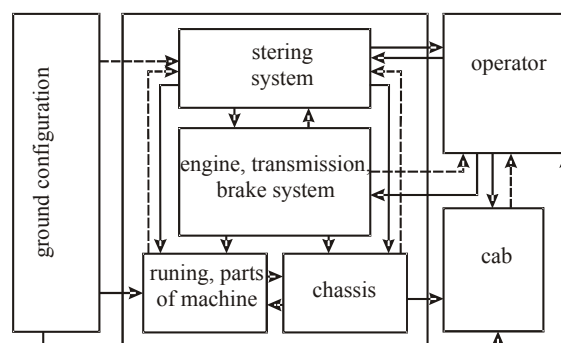 ground configuration
stering
system
operator
engine, transmission,
brake system
runing, parts
of machine
chassis
cab